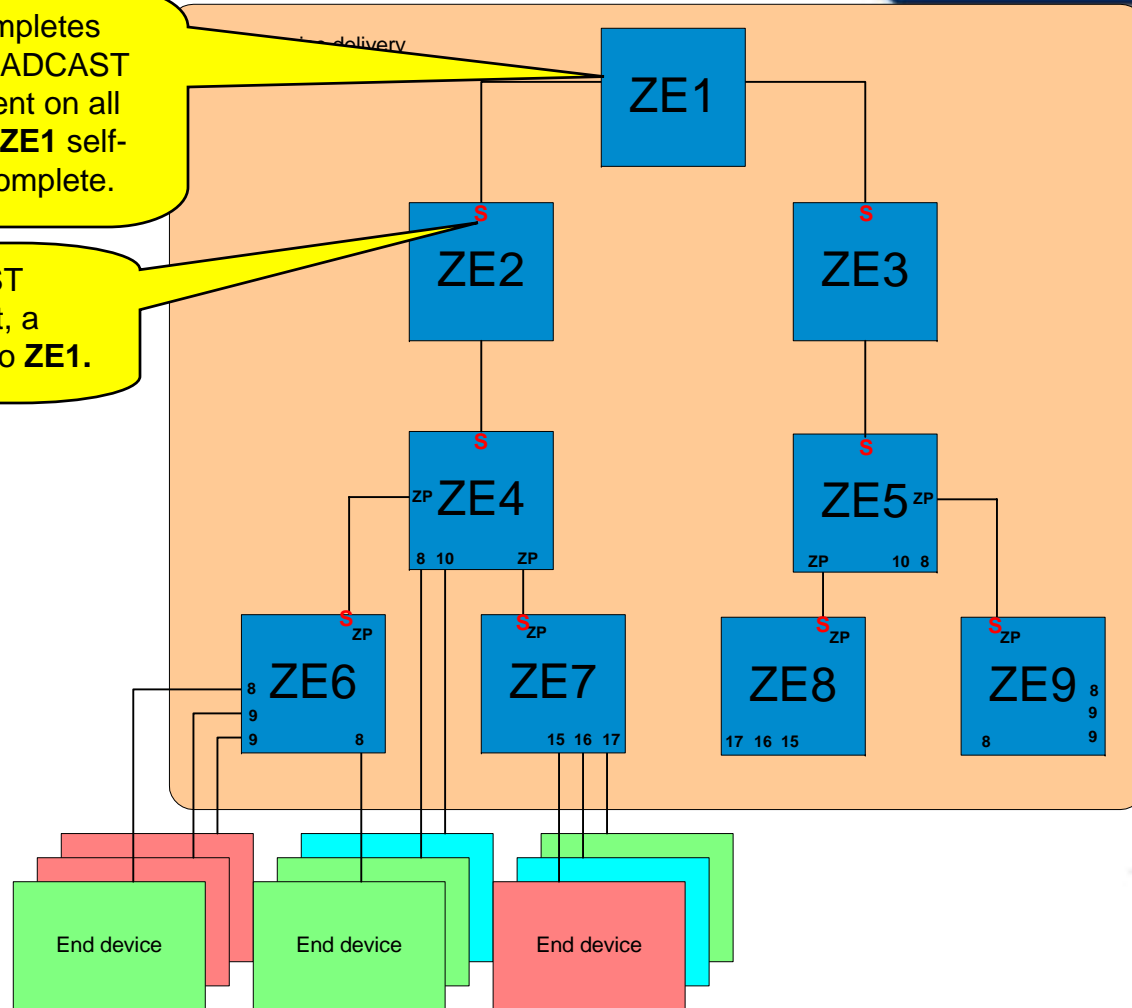 delivery
mpletes
ADCAST
ent on all
ZE1 self-
omplete.
ST
t, a
o ZE1.
ZE1
S
S
ZE2
ZE3
S
S
ZP ZE4
ZE5 ZP
8 10 ZP
ZP 10 8
S
ZP
S
ZP
S
ZP
S
ZP
ZE6
ZE7
ZE8
ZE9
8
9
9
8
15 16 17
17 16 15
8
9
9
8
End device
End device
End device